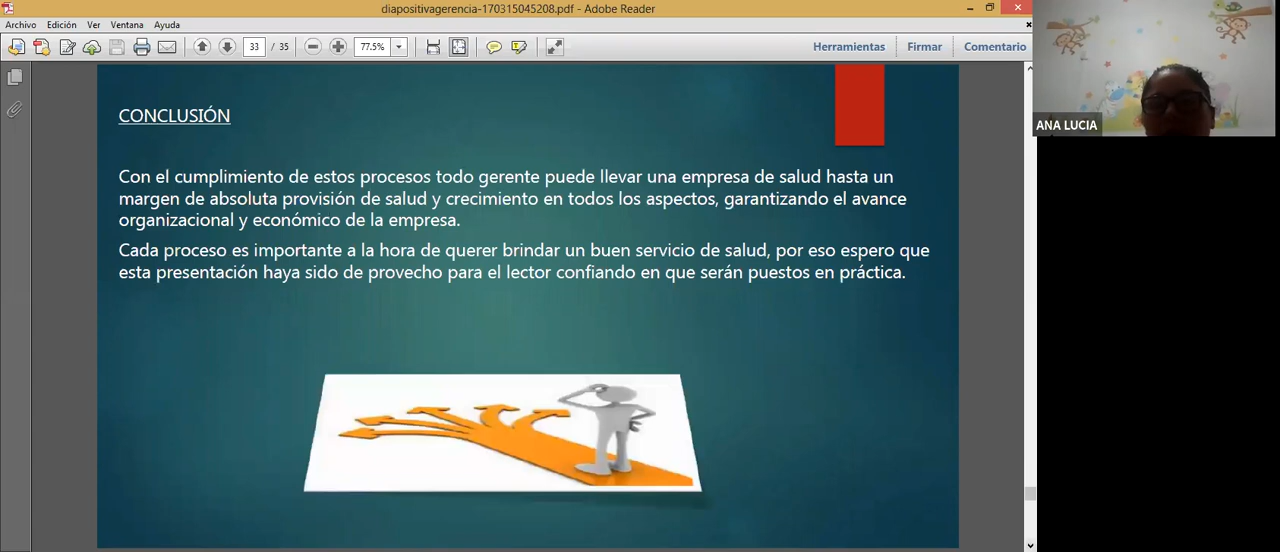 diapositivagerencia-170315045208.pdf - Adobe Reader
Archivo Edición Ver Ventana Ayuda
33 / 35 77.5% Herramientas Firmar Comentario
CONCLUSIÓN
Con el cumplimiento de estos procesos todo gerente puede llevar una empresa de salud hasta un
margen de absoluta provisión de salud y crecimiento en todos los aspectos, garantizando el avance
organizacional y económico de la empresa.
Cada proceso es importante a la hora de querer brindar un buen servicio de salud, por eso espero que
esta presentación haya sido de provecho para el lector confiando en que serán puestos en práctica.
ANA LUCIA